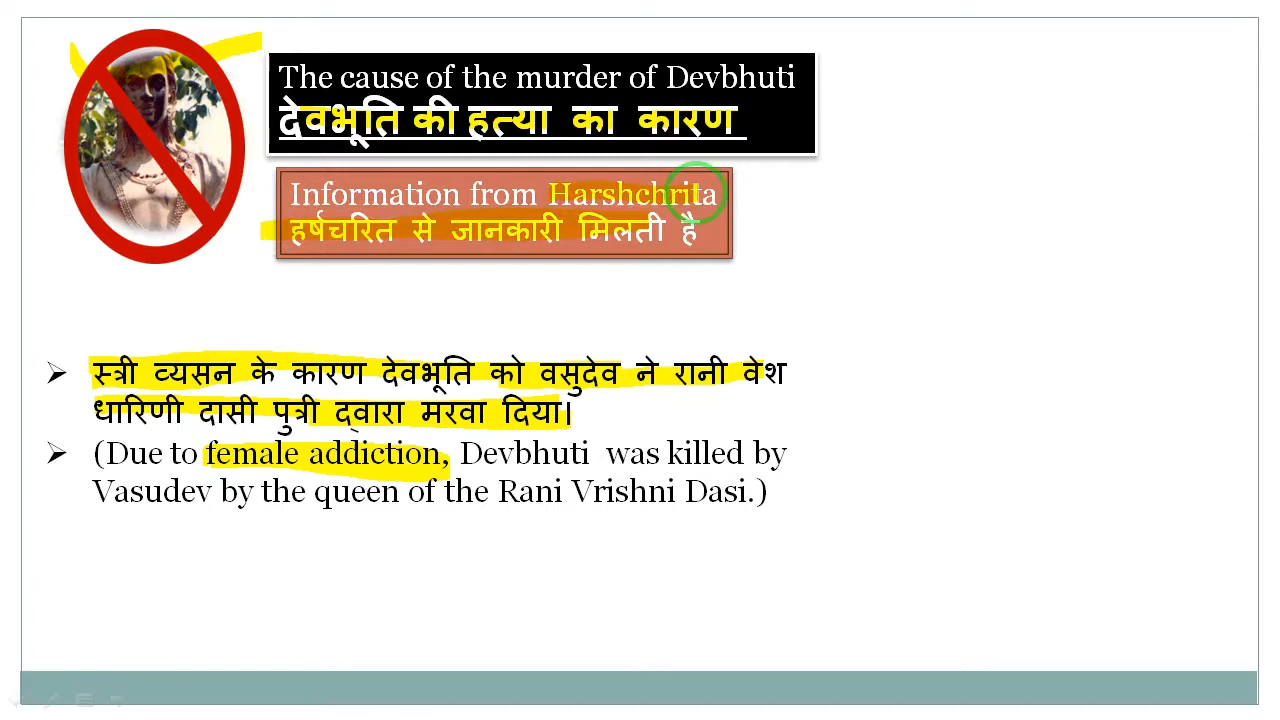 The cause of the murder of Devbhuti
देवभूति की हत्या का कारण
Information from Harshchrita
हर्षचरित से जानकारी मिलती है
➢ स्त्री व्यसन के कारण देवभूति को वसुदेव ने रानी वेश
धारिणी दासी पुत्री द्वारा मरवा दिया।
➢ (Due to female addiction, Devbhuti was killed by
Vasudev by the queen of the Rani Vrishni Dasi.)